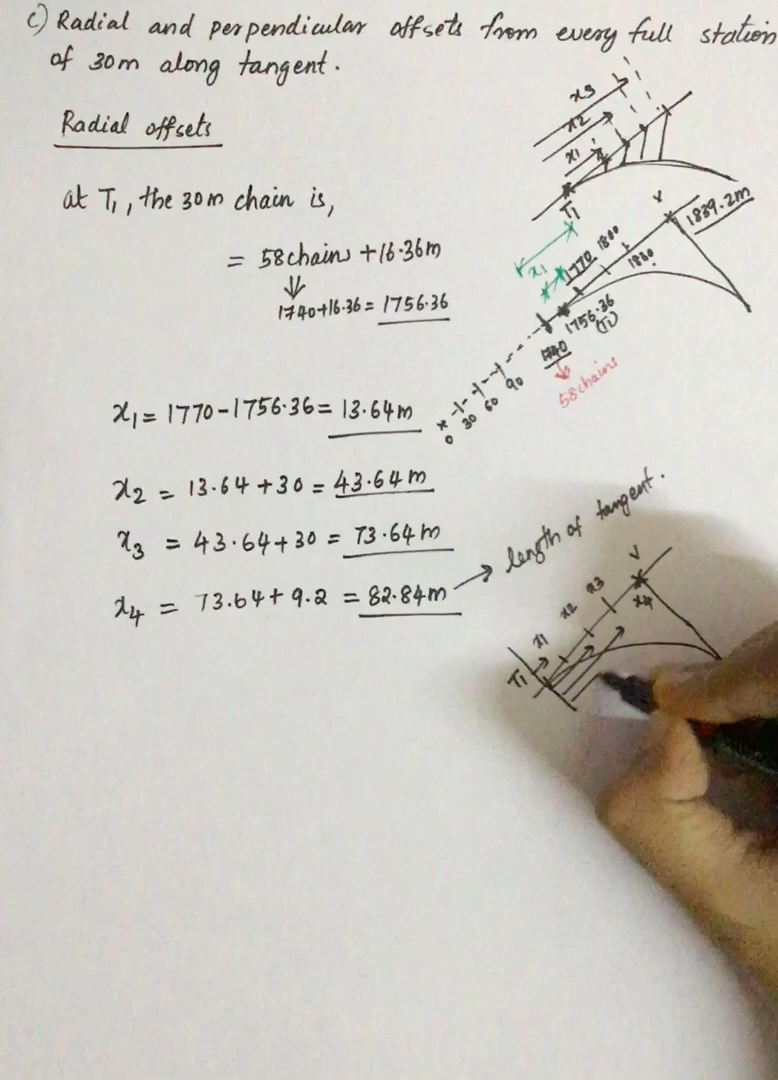 c) Radial and perpendicular offsets from every full station
of 30m along tangent.
Radial offsets
at T1, the 30m chain is,
= 58 chains + 16.36m
1740+16.36 = 1756.36
x1 = 1770-1756.36 = 13.64m
x2 = 13.64+30 = 43.64m
x3 = 43.64+30 = 73.64m
x4 = 73.64+9.2 = 82.84m
length of tangent.
x3
x2
x1
T1
V
1839.2m
x1
1770
1800
1830
1756.36
(T1)
1740
58 chains
0
30
60
90
V
x1
x2
x3
x4
T1